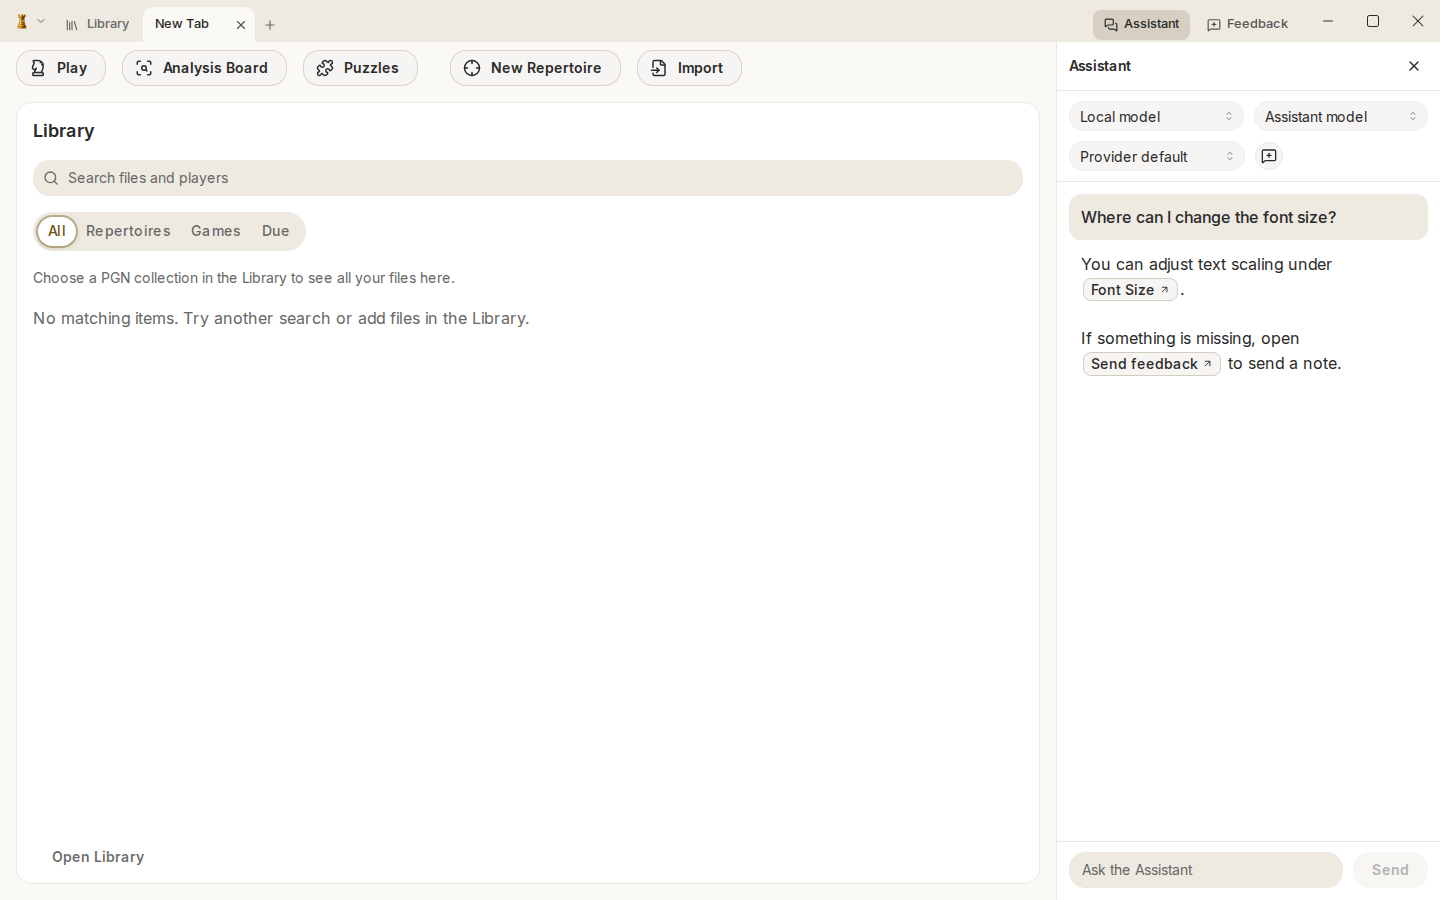 Library
New Tab
Assistant
Feedback
Play
Analysis Board
Puzzles
New Repertoire
Import
Library
Search files and players
All
Repertoires
Games
Due
Choose a PGN collection in the Library to see all your files here.
No matching items. Try another search or add files in the Library.
Open Library
Assistant
Local model
Assistant model
Provider default
Where can I change the font size?
You can adjust text scaling under
Font Size .
If something is missing, open
Send feedback to send a note.
Ask the Assistant
Send